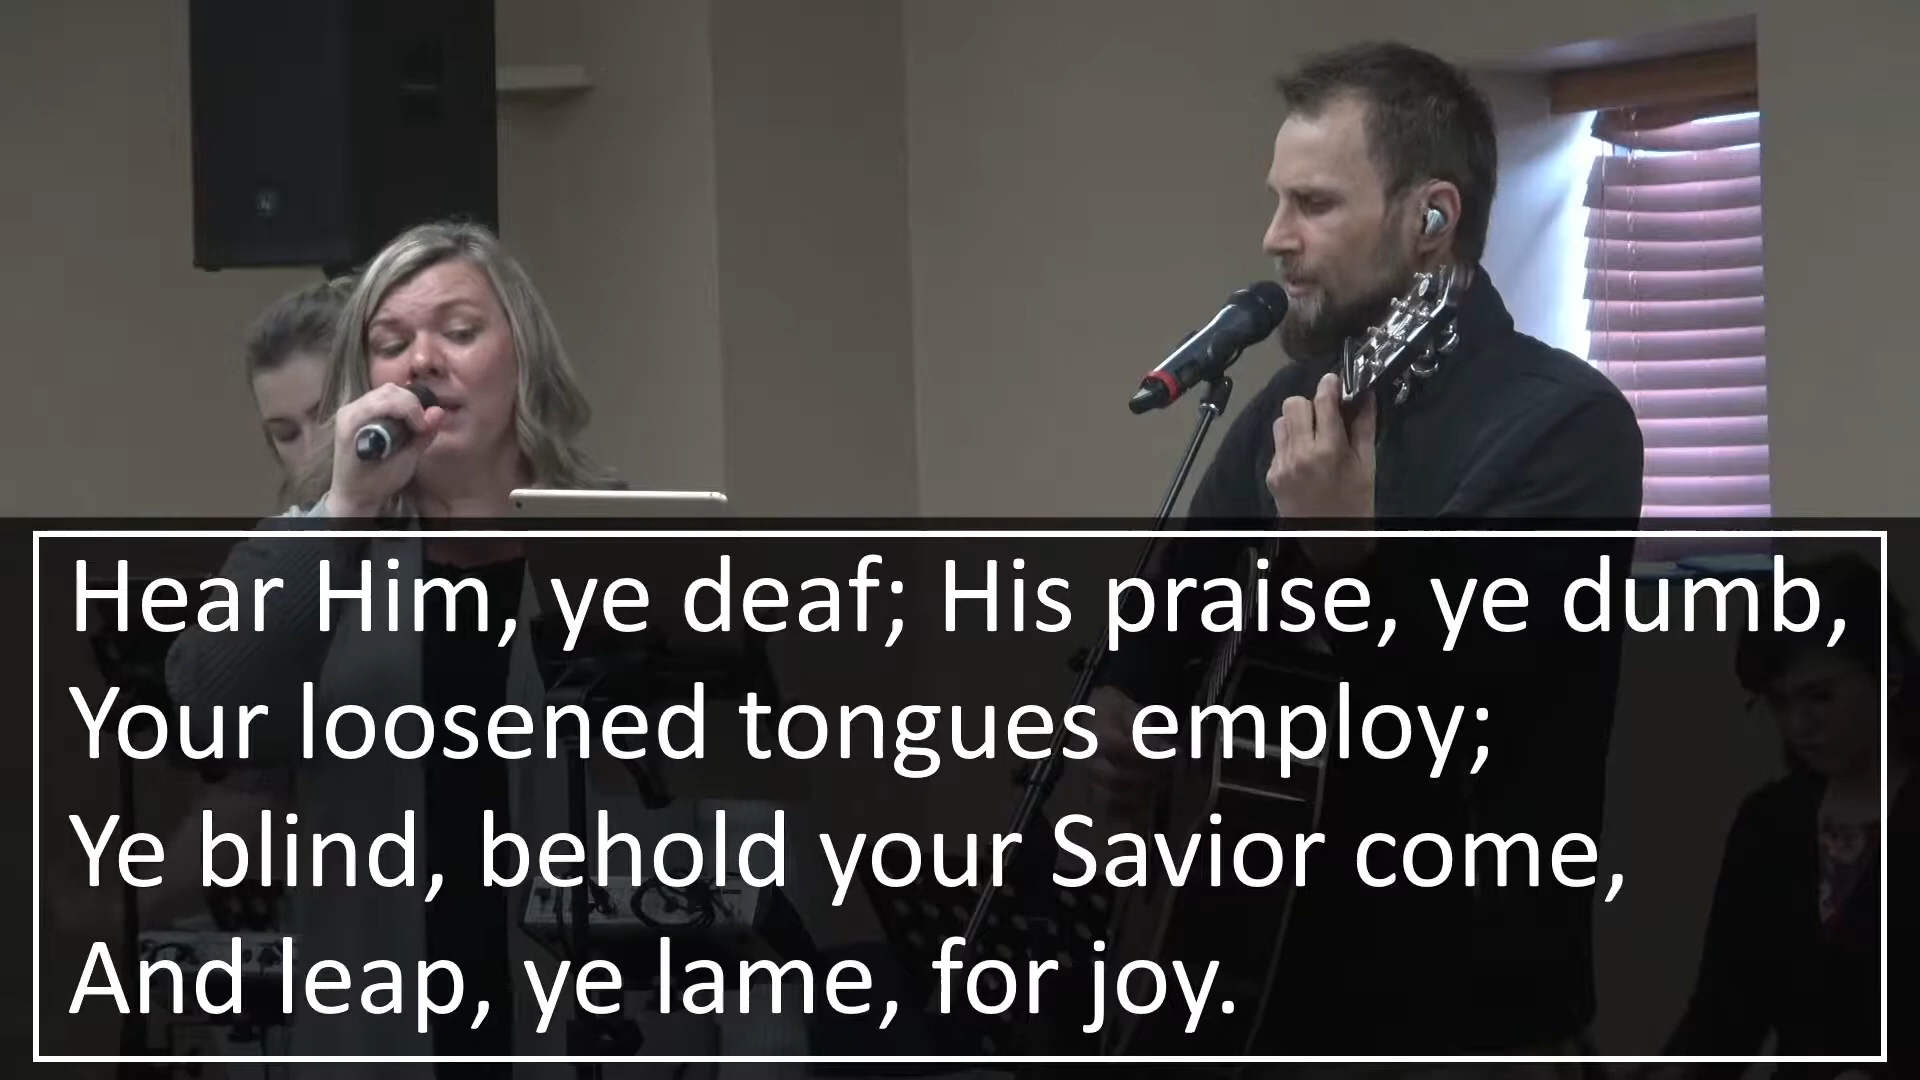 Hear Him, ye deaf; His praise, ye dumb,
Your loosened tongues employ;
Ye blind, behold your Savior come,
And leap, ye lame, for joy.